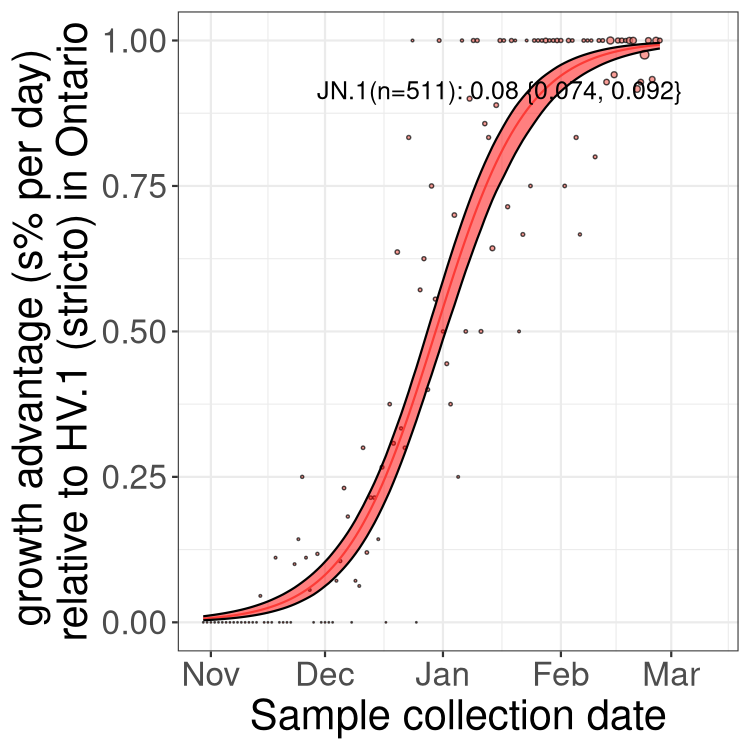 growth advantage (s% per day)
relative to HV.1 (stricto) in Ontario
1.00
0.75
0.50
0.25
0.00
JN.1(n=511): 0.08 {0.074, 0.092}
Nov Dec Jan Feb Mar
Sample collection date